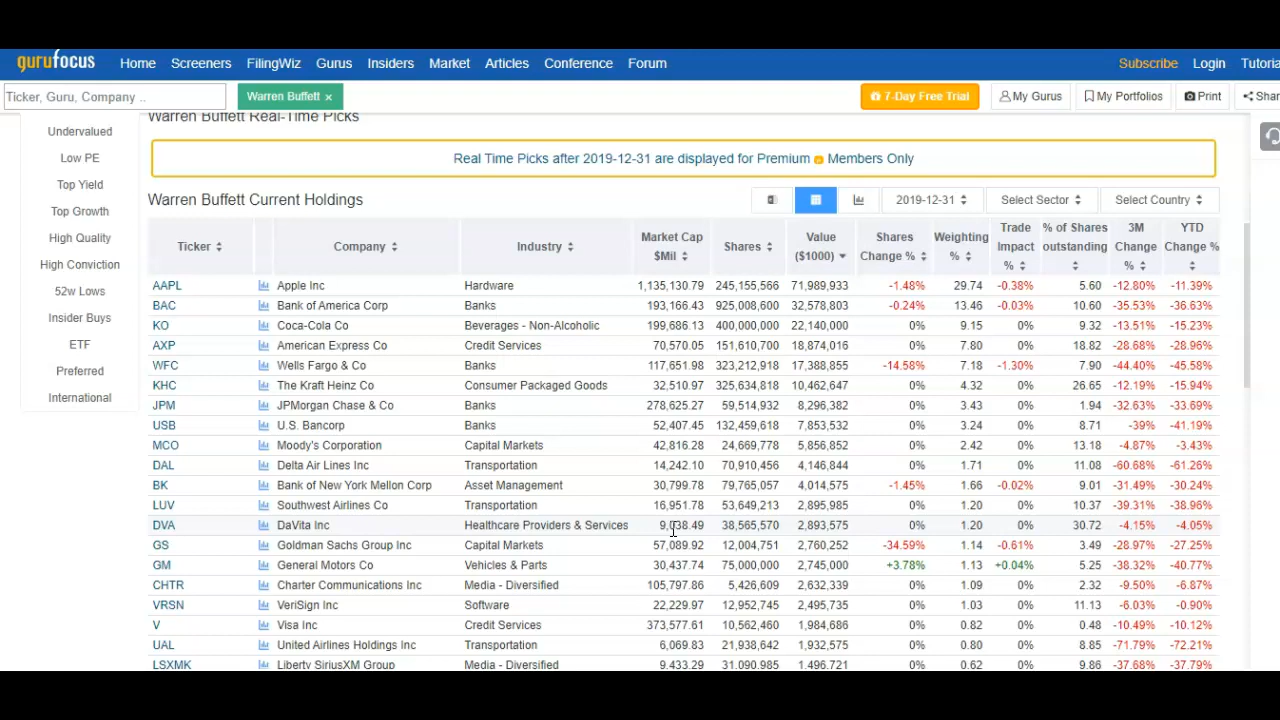 gurufocus Home Screeners FilingWiz Gurus Insiders Market Articles Conference Forum Subscribe Login Tutoria
Ticker, Guru, Company .. Warren Buffett × 7-Day Free Trial My Gurus My Portfolios Print Shar
Undervalued
Low PE
Top Yield
Top Growth
High Quality
High Conviction
52w Lows
Insider Buys
ETF
Preferred
International
Warren Buffett Real-Time Picks
Real Time Picks after 2019-12-31 are displayed for Premium Members Only
Warren Buffett Current Holdings 2019-12-31 Select Sector Select Country
Ticker Company Industry Market Cap $Mil Shares Value ($1000) Shares Change % Weighting % Trade Impact % % of Shares outstanding 3M Change % YTD Change %
AAPL Apple Inc Hardware 1,135,130.79 245,155,566 71,989,933 -1.48% 29.74 -0.38% 5.60 -12.80% -11.39%
BAC Bank of America Corp Banks 193,166.43 925,008,600 32,578,803 -0.24% 13.46 -0.03% 10.60 -35.53% -36.63%
KO Coca-Cola Co Beverages - Non-Alcoholic 199,686.13 400,000,000 22,140,000 0% 9.15 0% 9.32 -13.51% -15.23%
AXP American Express Co Credit Services 70,570.05 151,610,700 18,874,016 0% 7.80 0% 18.82 -28.68% -28.96%
WFC Wells Fargo & Co Banks 117,651.98 323,212,918 17,388,855 -14.58% 7.18 -1.30% 7.90 -44.40% -45.58%
KHC The Kraft Heinz Co Consumer Packaged Goods 32,510.97 325,634,818 10,462,647 0% 4.32 0% 26.65 -12.19% -15.94%
JPM JPMorgan Chase & Co Banks 278,625.27 59,514,932 8,296,382 0% 3.43 0% 1.94 -32.63% -33.69%
USB U.S. Bancorp Banks 52,407.45 132,459,618 7,853,532 0% 3.24 0% 8.71 -39% -41.19%
MCO Moody's Corporation Capital Markets 42,816.28 24,669,778 5,856,852 0% 2.42 0% 13.18 -4.87% -3.43%
DAL Delta Air Lines Inc Transportation 14,242.10 70,910,456 4,146,844 0% 1.71 0% 11.08 -60.68% -61.26%
BK Bank of New York Mellon Corp Asset Management 30,799.78 79,765,057 4,014,575 -1.45% 1.66 -0.02% 9.01 -31.49% -30.24%
LUV Southwest Airlines Co Transportation 16,951.78 53,649,213 2,895,985 0% 1.20 0% 10.37 -39.31% -38.96%
DVA DaVita Inc Healthcare Providers & Services 9,038.49 38,565,570 2,893,575 0% 1.20 0% 30.72 -4.15% -4.05%
GS Goldman Sachs Group Inc Capital Markets 57,089.92 12,004,751 2,760,252 -34.59% 1.14 -0.61% 3.49 -28.97% -27.25%
GM General Motors Co Vehicles & Parts 30,437.74 75,000,000 2,745,000 +3.78% 1.13 +0.04% 5.25 -38.32% -40.77%
CHTR Charter Communications Inc Media - Diversified 105,797.86 5,426,609 2,632,339 0% 1.09 0% 2.32 -9.50% -6.87%
VRSN VeriSign Inc Software 22,229.97 12,952,745 2,495,735 0% 1.03 0% 11.13 -6.03% -0.90%
V Visa Inc Credit Services 373,577.61 10,562,460 1,984,686 0% 0.82 0% 0.48 -10.49% -10.12%
UAL United Airlines Holdings Inc Transportation 6,069.83 21,938,642 1,932,575 0% 0.80 0% 8.85 -71.79% -72.21%
LSXMK Liberty SiriusXM Group Media - Diversified 9,433.29 31,090,985 1,496,721 0% 0.62 0% 9.86 -37.68% -37.79%